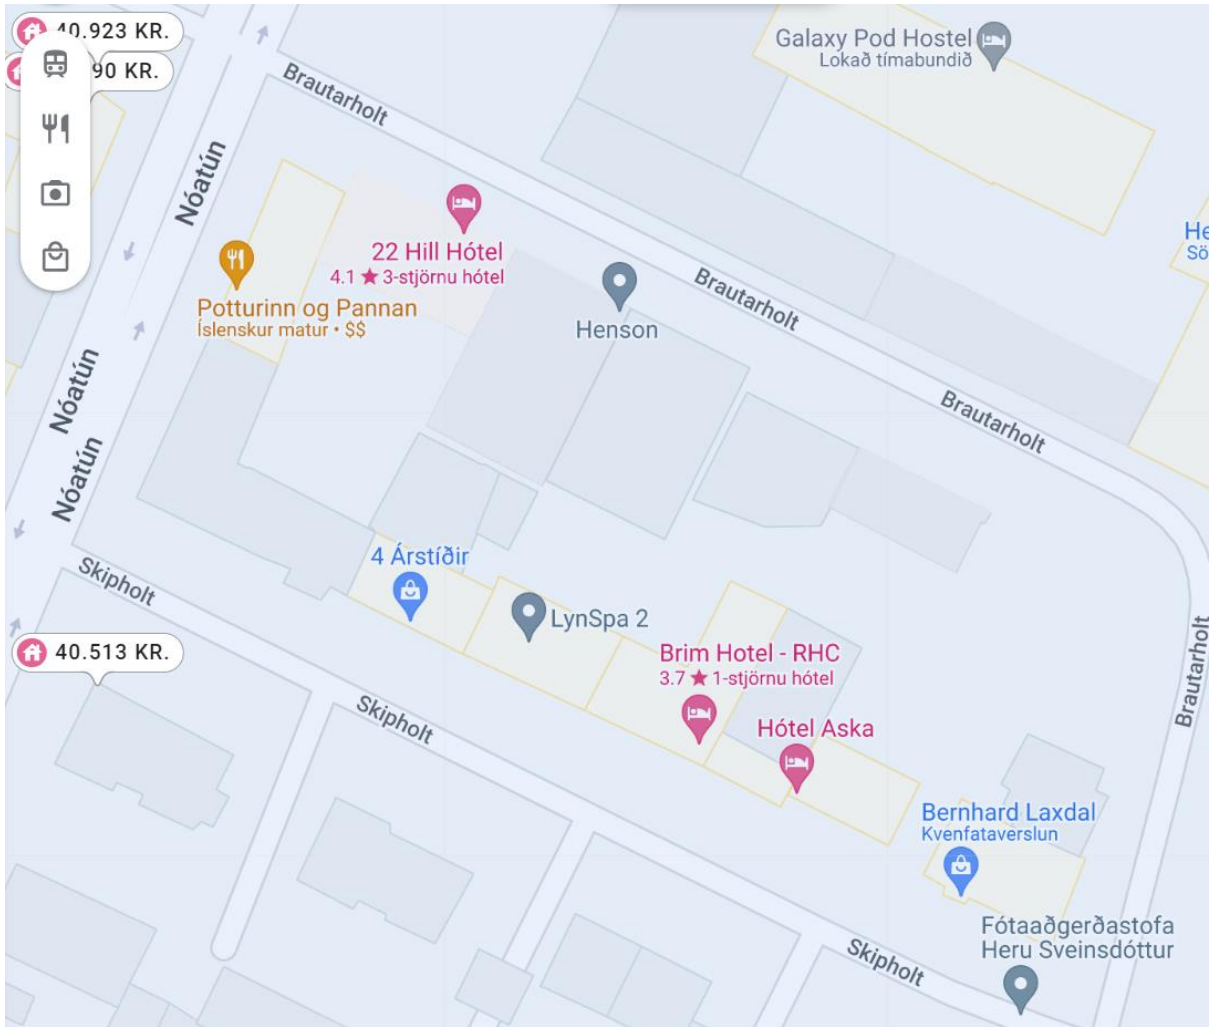 40.923 KR.
90 KR.
Galaxy Pod Hostel
Lokað tímabundið
Brautarholt
Nóatún
22 Hill Hótel
4.1 ★ 3-stjörnu hótel
He
Sö
Potturinn og Pannan
Íslenskur matur • $$
Henson
Brautarholt
Nóatún
Brautarholt
Nóatún
4 Árstíðir
Skipholt
LynSpa 2
40.513 KR.
Brim Hotel - RHC
3.7 ★ 1-stjörnu hótel
Brautarholt
Skipholt
Hótel Aska
Bernhard Laxdal
Kvenfataverslun
Fótaaðgerðastofa
Heru Sveinsdóttur
Skipholt